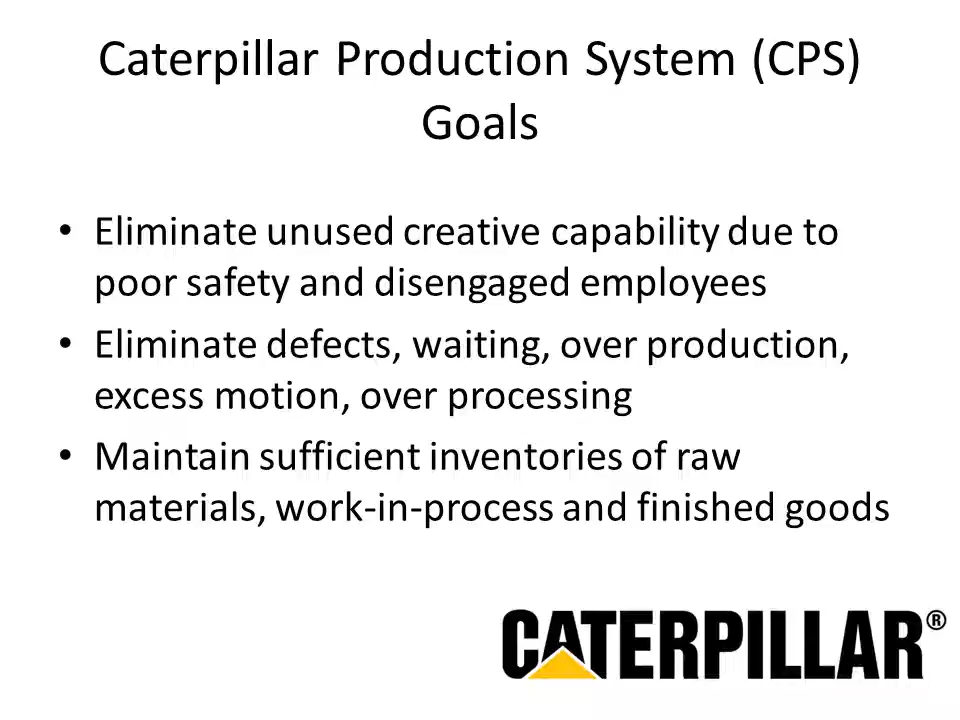 Caterpillar Production System (CPS)
Goals
• Eliminate unused creative capability due to
poor safety and disengaged employees
• Eliminate defects, waiting, over production,
excess motion, over processing
• Maintain sufficient inventories of raw
materials, work-in-process and finished goods
CATERPILLAR®